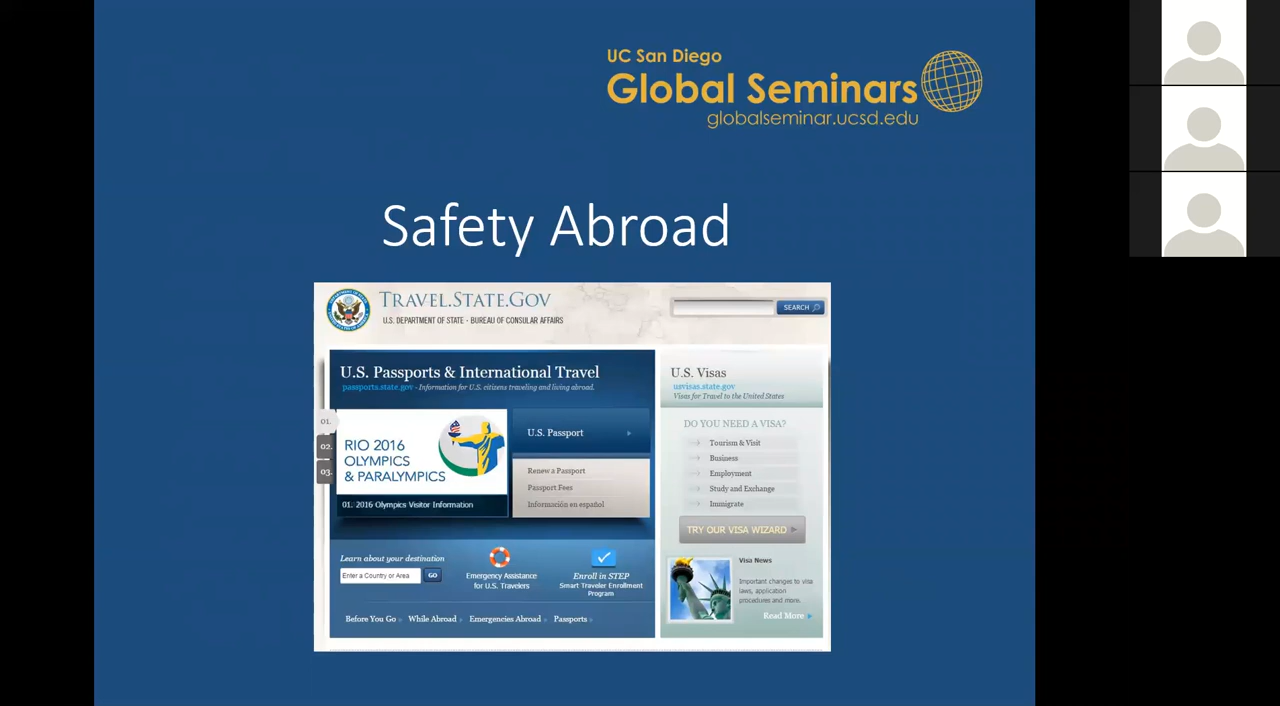 UC San Diego
Global Seminars
globalseminar.ucsd.edu
Safety Abroad
TRAVEL.STATE.GOV
U.S. DEPARTMENT OF STATE • BUREAU OF CONSULAR AFFAIRS
SEARCH
U.S. Passports & International Travel
passports.state.gov - Information for U.S. citizens traveling and living abroad.
01.
02.
03.
RIO 2016
OLYMPICS
& PARALYMPICS
01. 2016 Olympics Visitor Information
U.S. Passport
Renew a Passport
Passport Fees
Información en español
Learn about your destination
Enter a Country or Area
GO
Emergency Assistance
for U.S. Travelers
Enroll in STEP
Smart Traveler Enrollment
Program
Before You Go
While Abroad
Emergencies Abroad
Passports
U.S. Visas
usvisas.state.gov
Visas for Travel to the United States
DO YOU NEED A VISA?
Tourism & Visit
Business
Employment
Study and Exchange
Immigrate
TRY OUR VISA WIZARD
Visa News
Important changes to visa
laws, application
procedures and more.
Read More